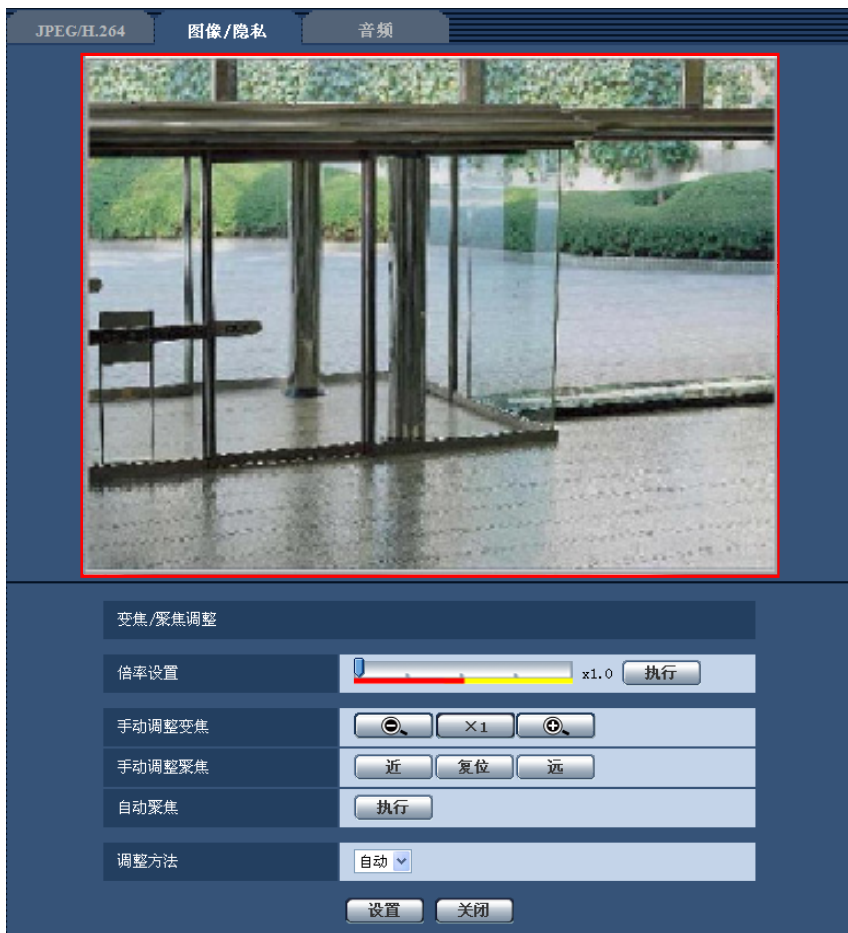 JPEG/H.264 图像/隐私 音频
变焦/聚焦调整
倍率设置 x1.0 执行
手动调整变焦 ×1
手动调整聚焦 近 复位 远
自动聚焦 执行
调整方法 自动
设置 关闭